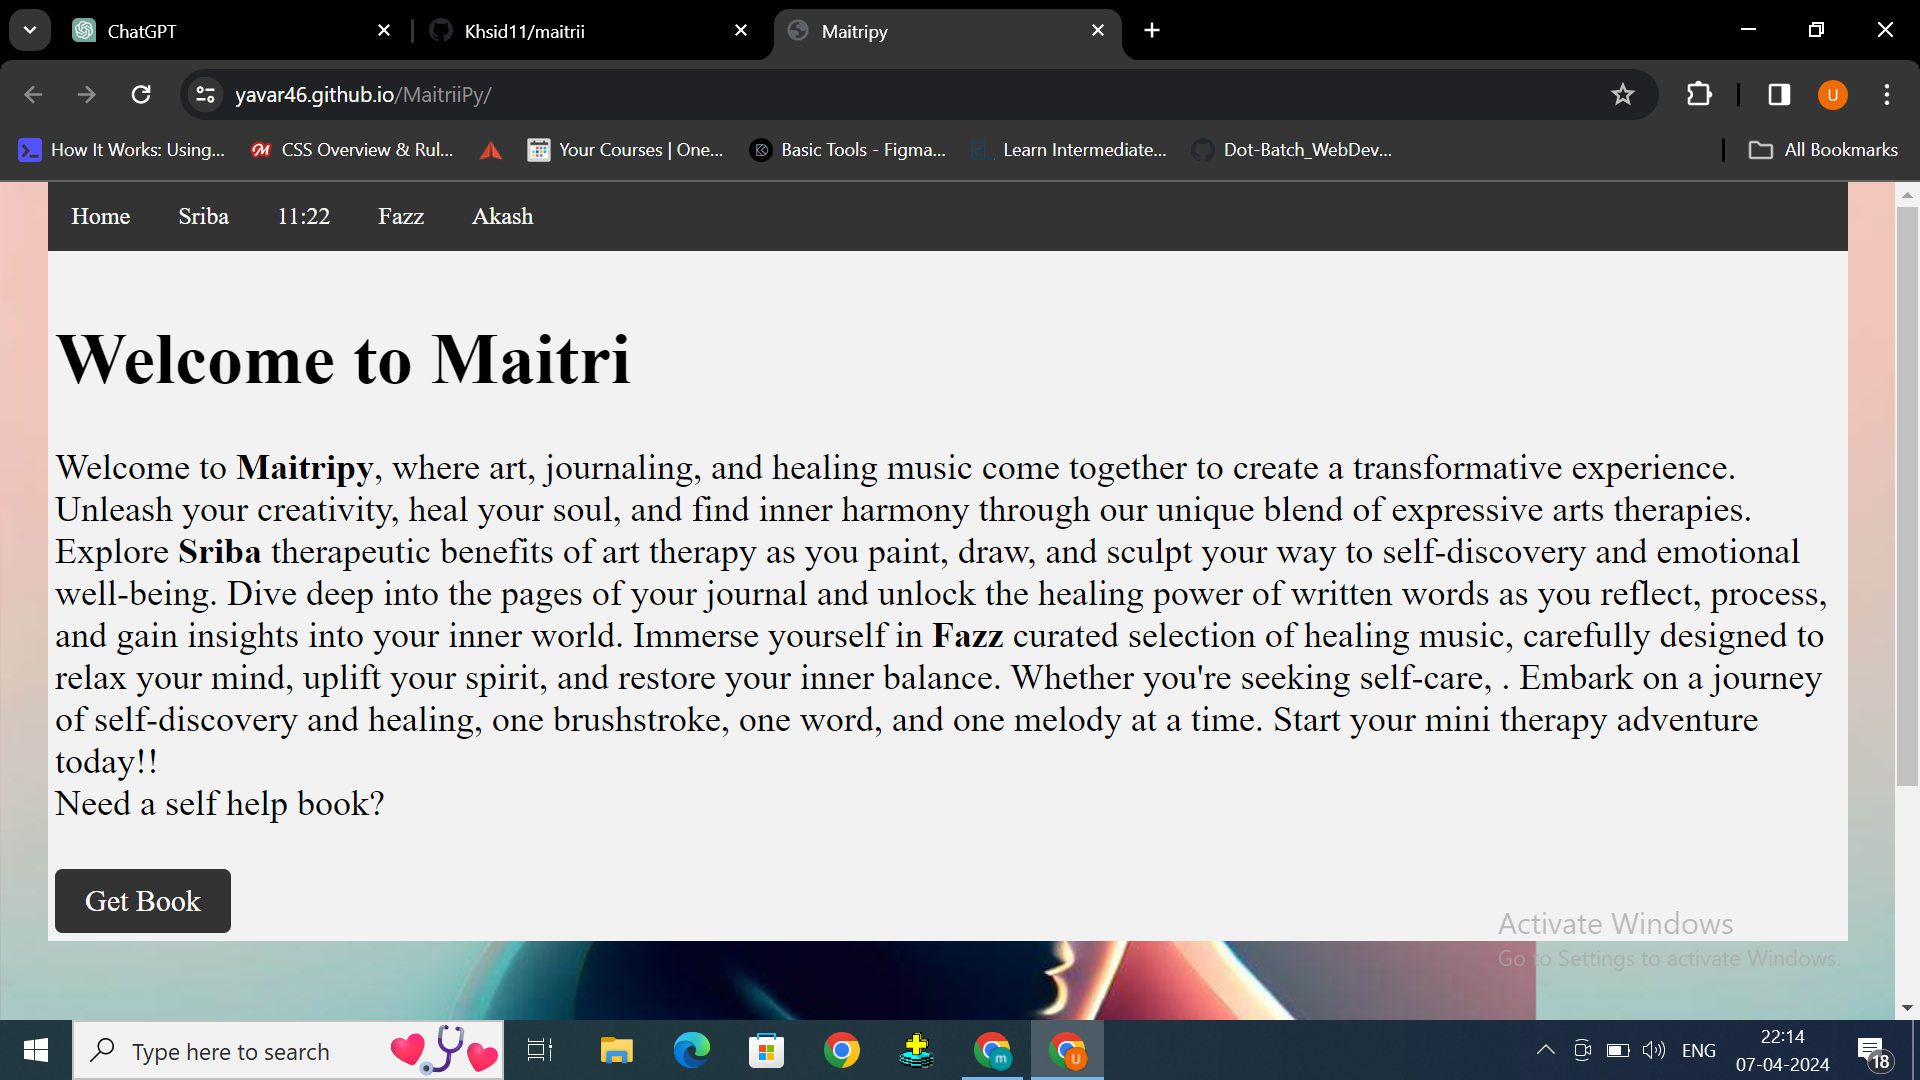 ChatGPT
Khsid11/maitrii
Maitripy
yavar46.github.io/MaitriiPy/
U
How It Works: Using...
CSS Overview & Rul...
Your Courses | One...
Basic Tools - Figma...
Learn Intermediate...
Dot-Batch_WebDev...
All Bookmarks
Home Sriba 11:22 Fazz Akash
Welcome to Maitri
Welcome to Maitripy, where art, journaling, and healing music come together to create a transformative experience.
Unleash your creativity, heal your soul, and find inner harmony through our unique blend of expressive arts therapies.
Explore Sriba therapeutic benefits of art therapy as you paint, draw, and sculpt your way to self-discovery and emotional
well-being. Dive deep into the pages of your journal and unlock the healing power of written words as you reflect, process,
and gain insights into your inner world. Immerse yourself in Fazz curated selection of healing music, carefully designed to
relax your mind, uplift your spirit, and restore your inner balance. Whether you're seeking self-care, . Embark on a journey
of self-discovery and healing, one brushstroke, one word, and one melody at a time. Start your mini therapy adventure
today!!
Need a self help book?
Get Book
Activate Windows
Go to Settings to activate Windows.
Type here to search
m
U
ENG
22:14
07-04-2024
18